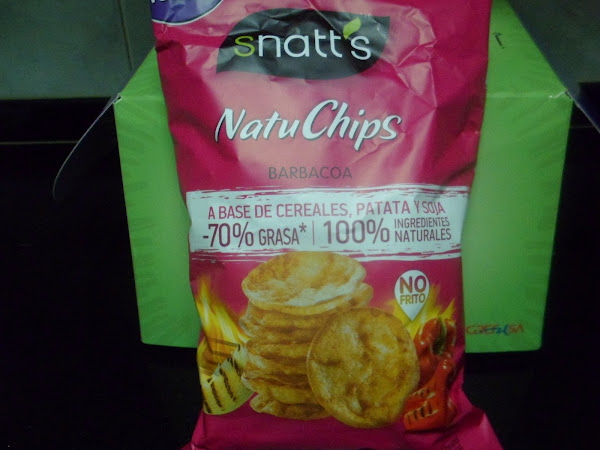 snatt's
NatuChips
BARBACOA
A BASE DE CEREALES, PATATA Y SOJA
-70% GRASA* | 100% INGREDIENTES NATURALES
NO
FRITO